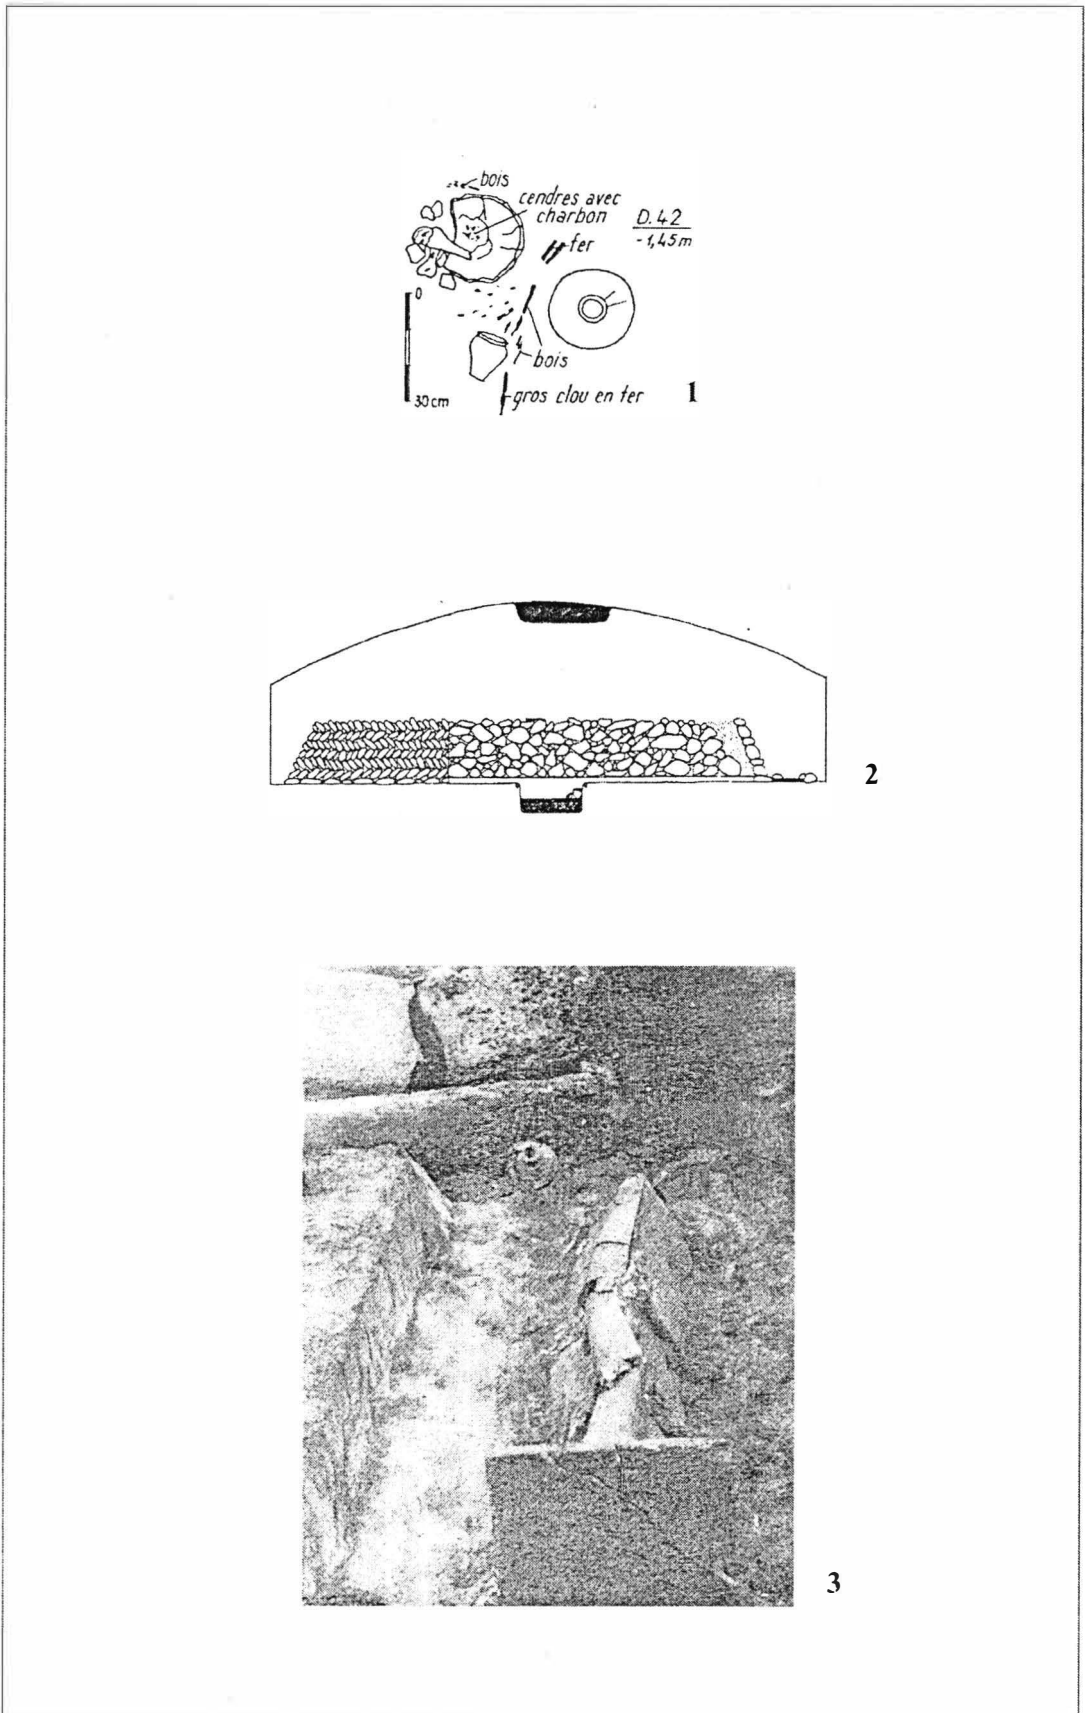 bois
cendres avec
charbon
D.42
-1,45m
fer
0
bois
30cm
gros clou en fer
1
2
3